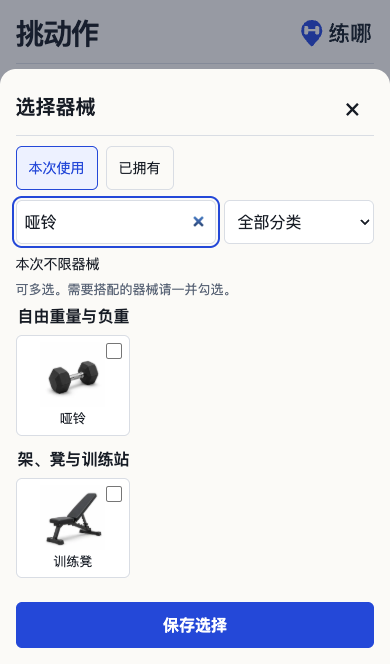 挑动作
练哪
选择器械
×
本次使用
已拥有
哑铃
×
全部分类
本次不限器械
可多选。需要搭配的器械请一并勾选。
自由重量与负重
哑铃
架、凳与训练站
训练凳
保存选择